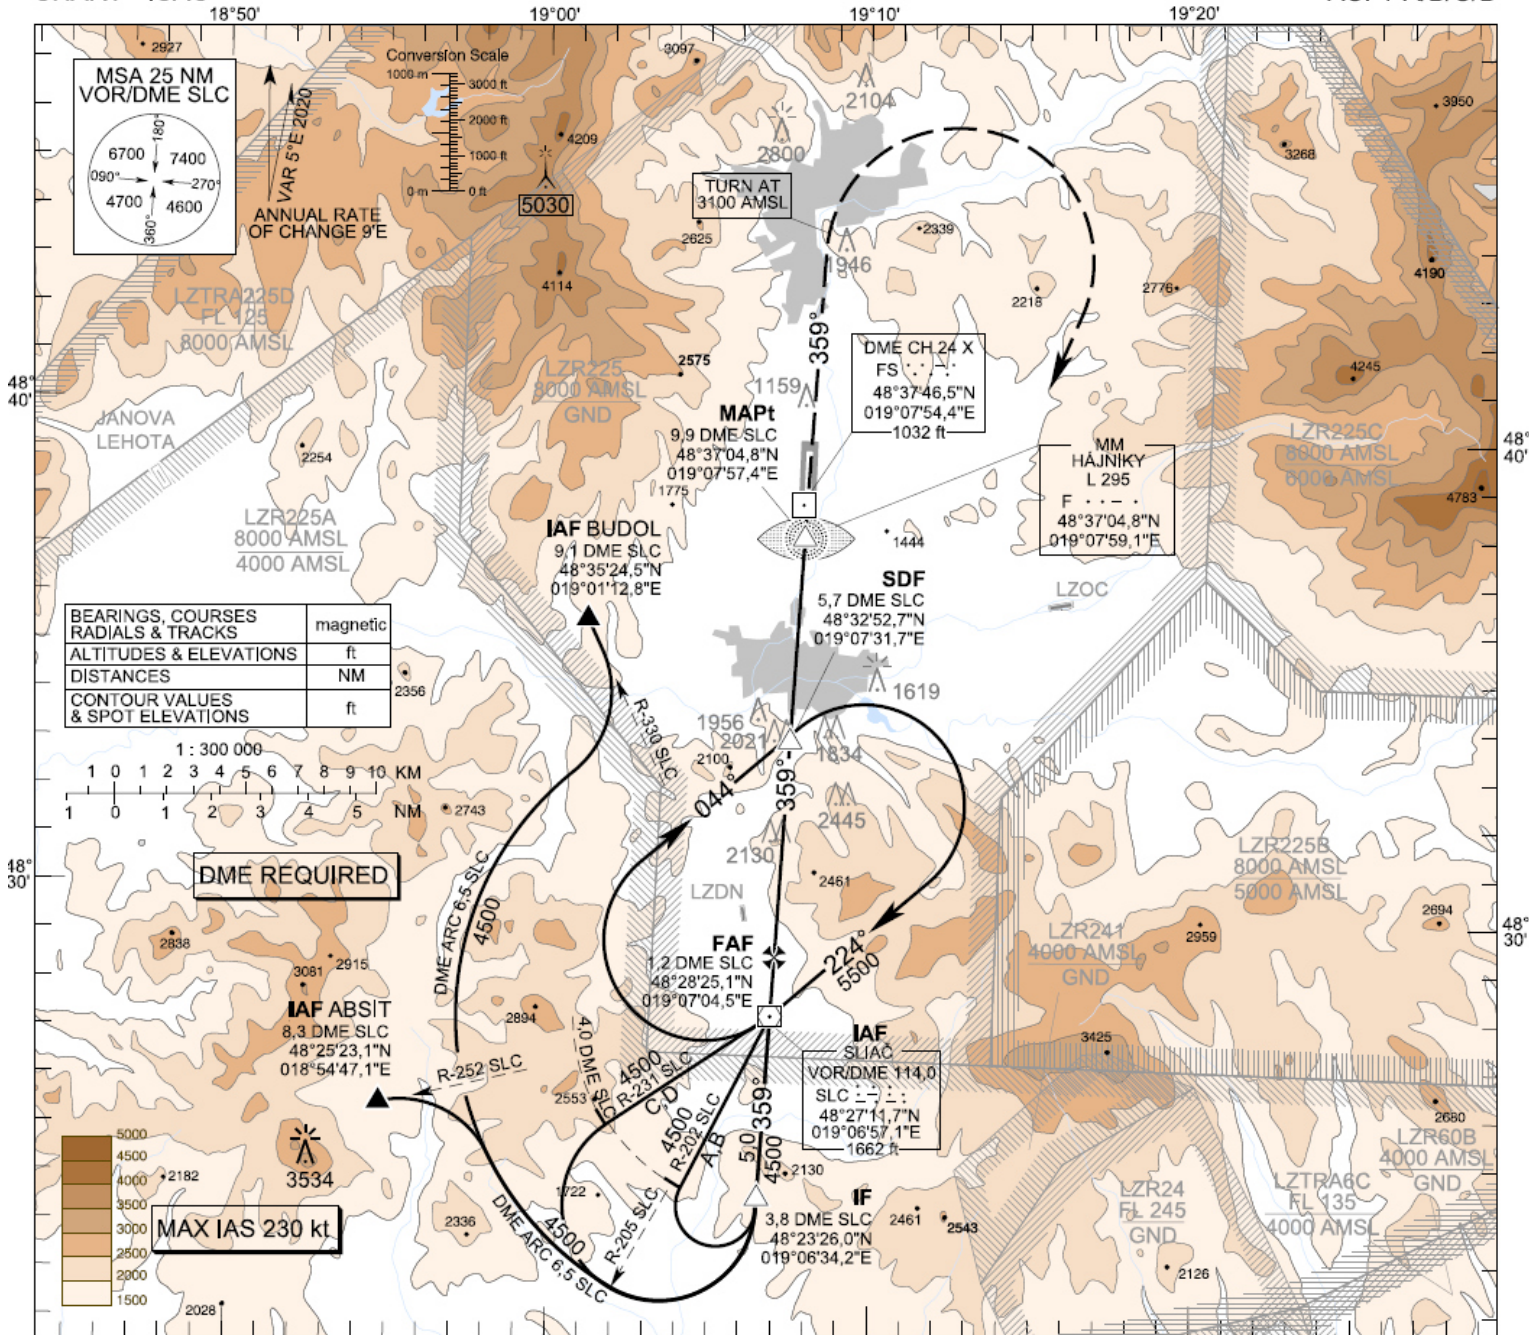 18°50'
19°00'
19°10'
19°20'
2927
3097
2104
3950
MSA 25 NM
VOR/DME SLC
180°
6700
7400
090°
270°
4700
4600
360°
VAR 5°E 2020
ANNUAL RATE
OF CHANGE 9'E
Conversion Scale
1000 m
3000 ft
2000 ft
1000 ft
0 m
0 ft
4209
5030
2800
3268
TURN AT
3100 AMSL
2625
1946
2339
4190
4114
2218
2776
LZTRA225D
FL 125
8000 AMSL
LZR225
8000 AMSL
GND
2575
359°
DME CH 24 X
FS
48°37'46,5"N
019°07'54,4"E
1032 ft
4245
48°
40'
1159
JANOVA
LEHOTA
2254
MAPt
9,9 DME SLC
48°37'04,8"N
019°07'57,4"E
MM
HÁJNÍKY
L 295
F
48°37'04,8"N
019°07'59,1"E
LZR225C
8000 AMSL
6000 AMSL
48°
40'
4783
1775
LZR225A
8000 AMSL
4000 AMSL
IAF BUDOL
9,1 DME SLC
48°35'24,5"N
019°01'12,8"E
1444
SDF
5,7 DME SLC
48°32'52,7"N
019°07'31,7"E
LZOC
BEARINGS, COURSES
RADIALS & TRACKS
magnetic
ALTITUDES & ELEVATIONS
ft
DISTANCES
NM
CONTOUR VALUES
& SPOT ELEVATIONS
ft
2356
1619
R-330 SLC
1956
2021
1834
2100
1 : 300 000
1 0 1 2 3 4 5 6 7 8 9 10 KM
1 0 1 2 3 4 5 NM
2743
044°
359°
2445
2130
DME REQUIRED
48°
30'
2461
LZR225B
8000 AMSL
5000 AMSL
LZDN
DME ARC 6,5 SLC
4500
2838
3081
2915
FAF
1,2 DME SLC
48°28'25,1"N
019°07'04,5"E
224°
5500
LZR241
4000 AMSL
GND
2959
2694
30'
IAF ABSIT
8,3 DME SLC
48°25'23,1"N
018°54'47,1"E
2894
4,0 DME SLC
3425
IAF
SLIAČ
VOR/DME 114,0
SLC
48°27'11,7"N
019°06'57,1"E
1662 ft
R-252 SLC
4500
R-231 SLC
C,D
2553
4500
R-202 SLC
A,B
359°
5,0
4500
2680
5000
4500
4000
3500
3000
2500
2000
1500
3534
2182
2130
LZR60B
4000 AMSL
GND
MAX IAS 230 kt
2336
1722
DME ARC 6,5 SLC
4500
R-205 SLC
IF
3,8 DME SLC
48°23'26,0"N
019°06'34,2"E
2461
2543
LZR24
FL 245
GND
LZTRA6C
FL 135
4000 AMSL
2126
2028